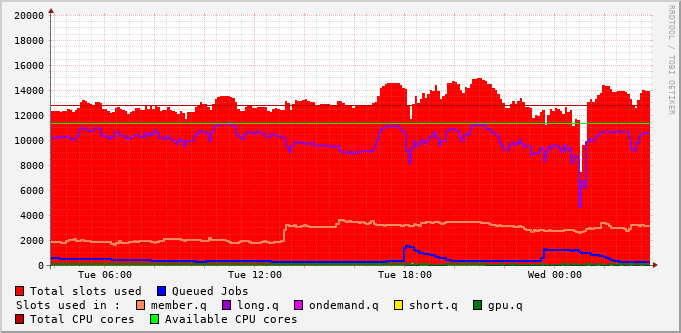 20000
18000
16000
14000
12000
10000
8000
6000
4000
2000
0
Tue 06:00 Tue 12:00 Tue 18:00 Wed 00:00
Total slots used Queued Jobs
Slots used in : member.q long.q ondemand.q short.q gpu.q
Total CPU cores Available CPU cores
RRDTOOL / TOBI OETIKER